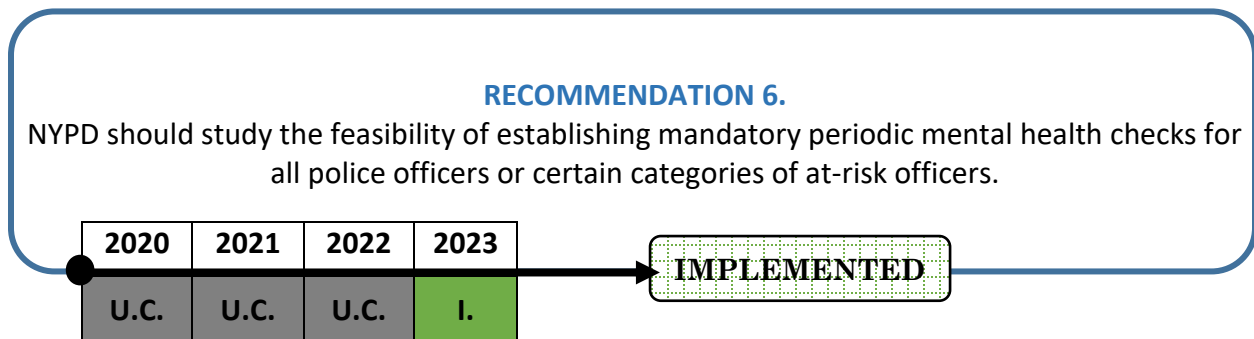 RECOMMENDATION 6.
NYPD should study the feasibility of establishing mandatory periodic mental health checks for
all police officers or certain categories of at-risk officers.
2020 2021 2022 2023
IMPLEMENTED
U.C. U.C. U.C. I.